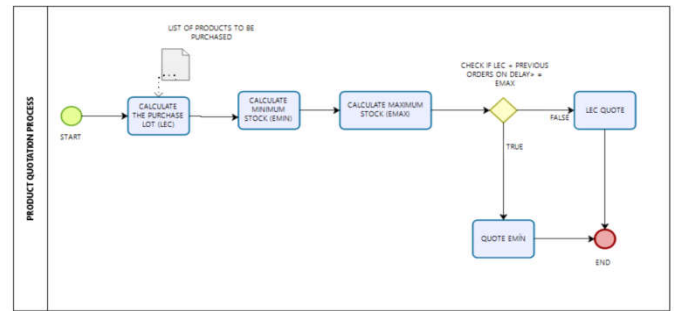 PRODUCT QUOTATION PROCESS
LIST OF PRODUCTS TO BE
PURCHASED
START
CALCULATE
THE PURCHASE
LOT (LEC)
CALCULATE
MINIMUM
STOCK (EMIN)
CALCULATE MAXIMUM
STOCK (EMAX)
CHECK IF LEC + PREVIOUS
ORDERS ON DELAY> =
EMAX
FALSE
LEC QUOTE
TRUE
QUOTE EMÍN
END